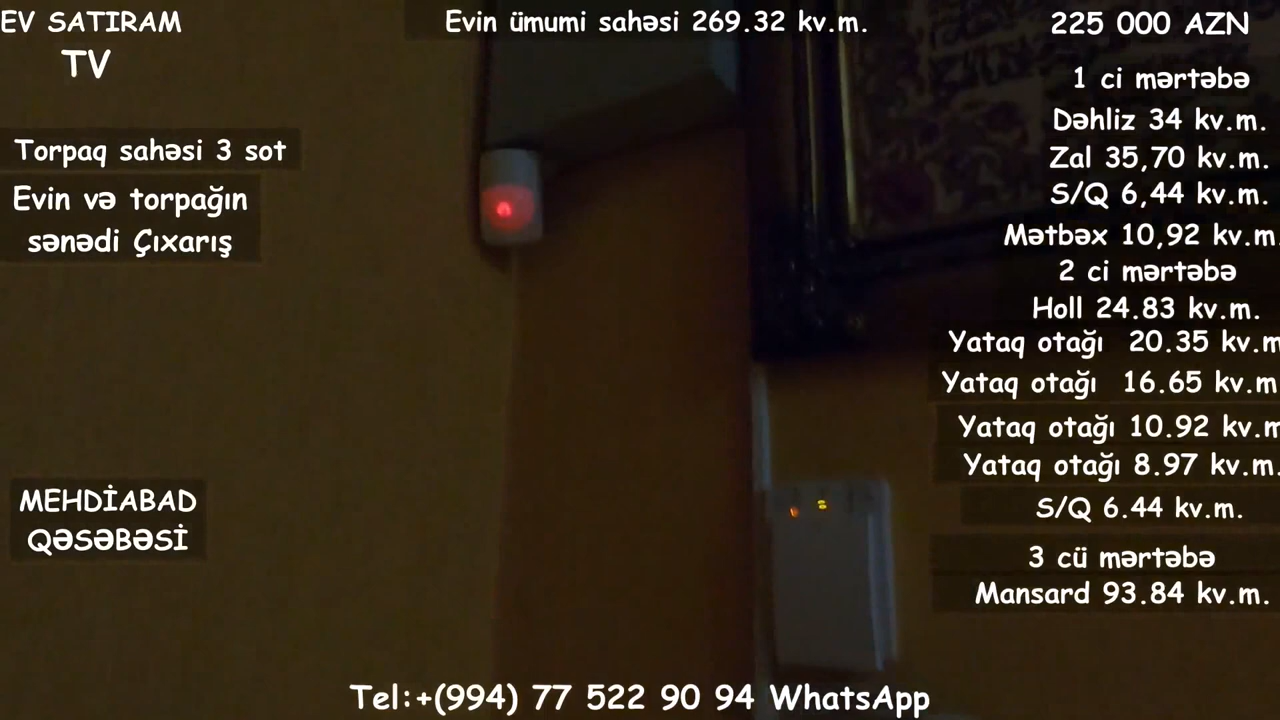 EV SATIRAM
TV
Evin ümumi sahəsi 269.32 kv.m.
225 000 AZN
Torpaq sahəsi 3 sot
Evin və torpağın
sənədi Çıxarış
MEHDİABAD
QƏSƏBƏSİ
1 ci mərtəbə
Dəhliz 34 kv.m.
Zal 35,70 kv.m.
S/Q 6,44 kv.m.
Mətbəx 10,92 kv.m.
2 ci mərtəbə
Holl 24.83 kv.m.
Yataq otağı 20.35 kv.m
Yataq otağı 16.65 kv.m
Yataq otağı 10.92 kv.m
Yataq otağı 8.97 kv.m.
S/Q 6.44 kv.m.
3 cü mərtəbə
Mansard 93.84 kv.m.
Tel:+(994) 77 522 90 94 WhatsApp